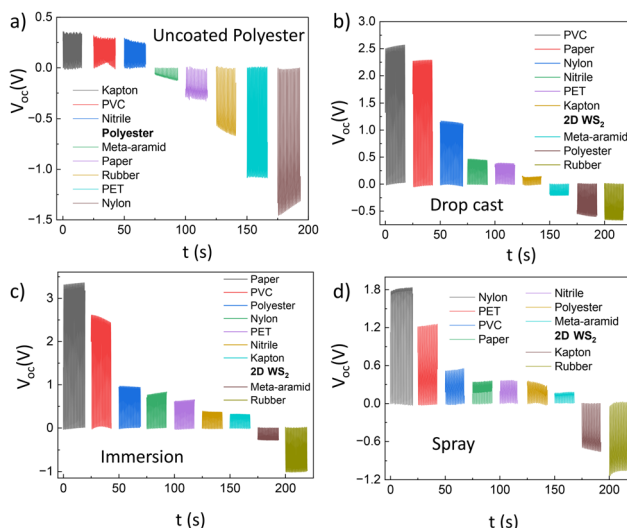 a)
Uncoated Polyester
V_oc(V)
0.5
0.0
−0.5
−1.0
−1.5
Kapton
PVC
Nitrile
Polyester
Meta-aramid
Paper
Rubber
PET
Nylon
0 50 100 150 200
t (s)
b)
V_oc(V)
3.0
2.5
2.0
1.5
1.0
0.5
0.0
−0.5
PVC
Paper
Nylon
Nitrile
PET
Kapton
2D WS₂
Meta-aramid
Polyester
Rubber
Drop cast
0 50 100 150 200
t (s)
c)
V_oc(V)
3
2
1
0
−1
Paper
PVC
Polyester
Nylon
PET
Nitrile
Kapton
2D WS₂
Meta-aramid
Rubber
Immersion
0 50 100 150 200
t (s)
d)
V_oc(V)
1.8
1.2
0.6
0.0
−0.6
−1.2
Nylon
PET
PVC
Paper
Nitrile
Polyester
Meta-aramid
2D WS₂
Kapton
Rubber
Spray
0 50 100 150 200
t (s)